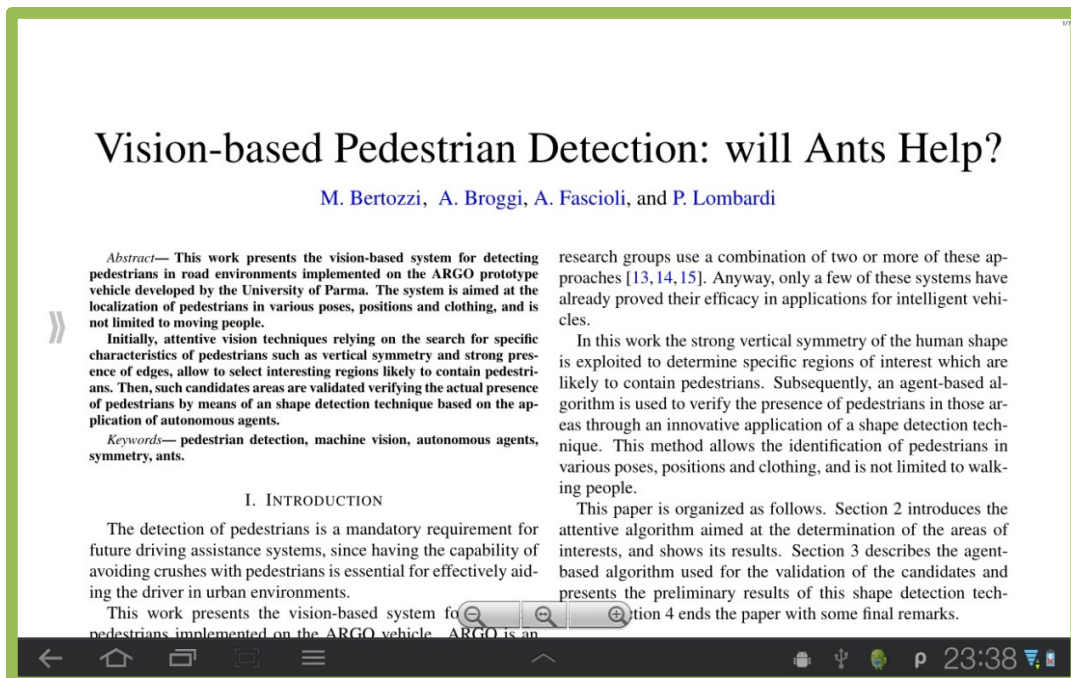 1/7
Vision-based Pedestrian Detection: will Ants Help?
M. Bertozzi, A. Broggi, A. Fascioli, and P. Lombardi
Abstract— This work presents the vision-based system for detecting
pedestrians in road environments implemented on the ARGO prototype
vehicle developed by the University of Parma. The system is aimed at the
localization of pedestrians in various poses, positions and clothing, and is
not limited to moving people.
Initially, attentive vision techniques relying on the search for specific
characteristics of pedestrians such as vertical symmetry and strong pres-
ence of edges, allow to select interesting regions likely to contain pedestri-
ans. Then, such candidates areas are validated verifying the actual presence
of pedestrians by means of an shape detection technique based on the ap-
plication of autonomous agents.
Keywords— pedestrian detection, machine vision, autonomous agents,
symmetry, ants.
I. INTRODUCTION
The detection of pedestrians is a mandatory requirement for
future driving assistance systems, since having the capability of
avoiding crushes with pedestrians is essential for effectively aid-
ing the driver in urban environments.
This work presents the vision-based system fo
pedestrians implemented on the ARGO vehicle. ARGO is an
research groups use a combination of two or more of these ap-
proaches [13,14,15]. Anyway, only a few of these systems have
already proved their efficacy in applications for intelligent vehi-
cles.
In this work the strong vertical symmetry of the human shape
is exploited to determine specific regions of interest which are
likely to contain pedestrians. Subsequently, an agent-based al-
gorithm is used to verify the presence of pedestrians in those ar-
eas through an innovative application of a shape detection tech-
nique. This method allows the identification of pedestrians in
various poses, positions and clothing, and is not limited to walk-
ing people.
This paper is organized as follows. Section 2 introduces the
attentive algorithm aimed at the determination of the areas of
interests, and shows its results. Section 3 describes the agent-
based algorithm used for the validation of the candidates and
presents the preliminary results of this shape detection tech-
ction 4 ends the paper with some final remarks.
23:38